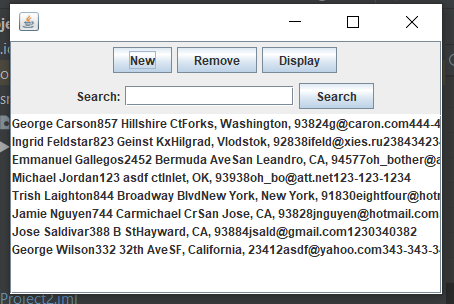 New Remove Display
Search: Search
George Carson857 Hillshire CtForks, Washington, 93824g@caron.com444-4
Ingrid Feldstar823 Geinst KxHilgrad, Vlodstok, 92838ifeld@xies.ru23843423
Emmanuel Gallegos2452 Bermuda AveSan Leandro, CA, 94577oh_bother@a
Michael Jordan123 asdf ctInlet, OK, 93938oh_bo@att.net123-123-1234
Trish Laighton844 Broadway BlvdNew York, New York, 91830eightfour@hotm
Jamie Nguyen744 Carmichael CrSan Jose, CA, 93828jnguyen@hotmail.com
Jose Saldivar388 B StHayward, CA, 93884jsald@gmail.com1230340382
George Wilson332 32th AveSF, California, 23412asdf@yahoo.com343-343-3
Project2.iml